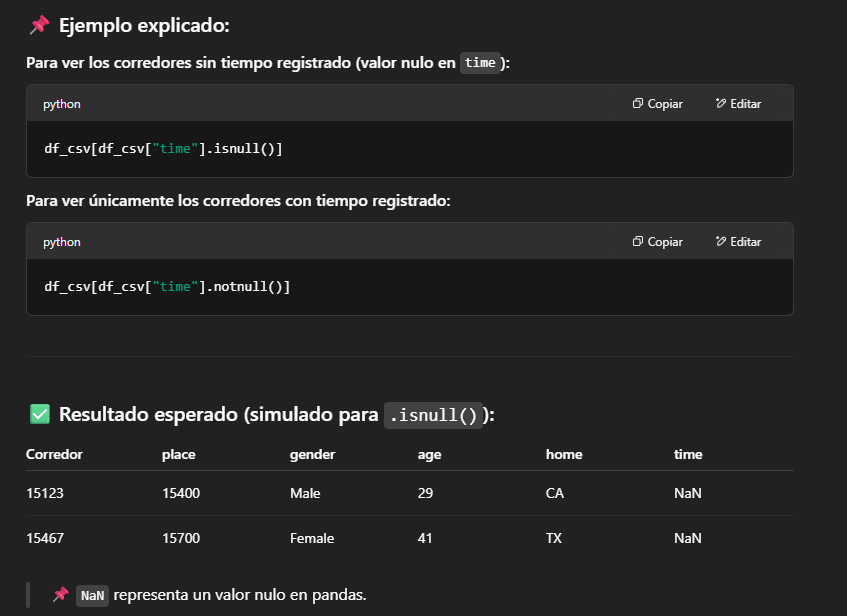 📌 Ejemplo explicado:
Para ver los corredores sin tiempo registrado (valor nulo en time):
python Copiar Editar
df_csv[df_csv["time"].isnull()]
Para ver únicamente los corredores con tiempo registrado:
python Copiar Editar
df_csv[df_csv["time"].notnull()]
✅ Resultado esperado (simulado para .isnull()):
Corredor place gender age home time
15123 15400 Male 29 CA NaN
15467 15700 Female 41 TX NaN
📌 NaN representa un valor nulo en pandas.